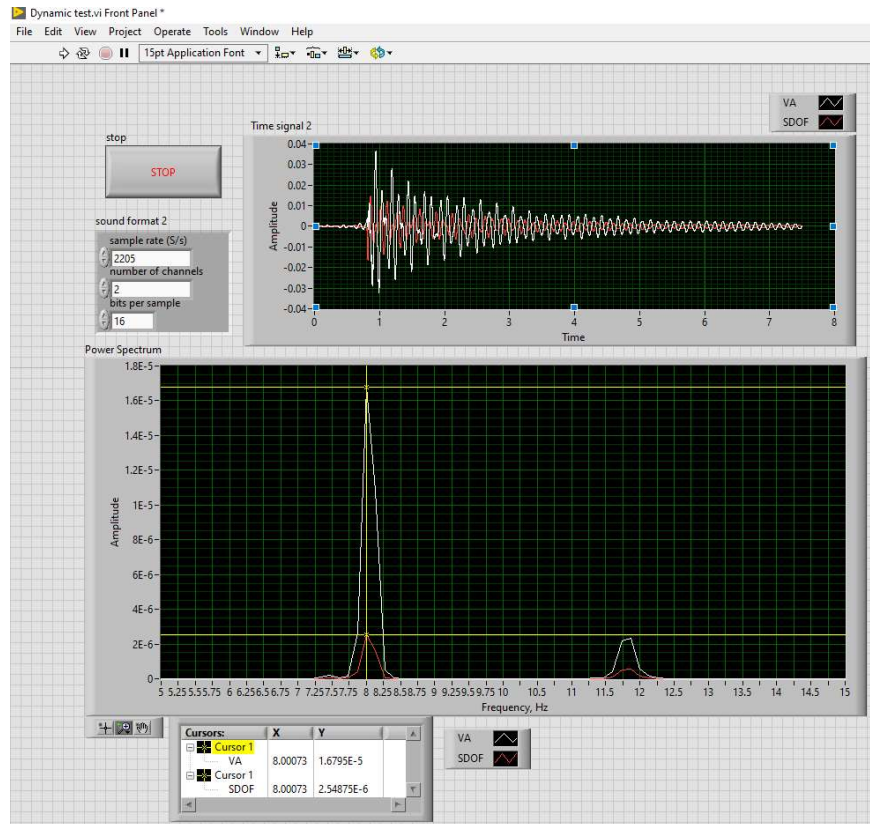 Dynamic test.vi Front Panel *
File Edit View Project Operate Tools Window Help
15pt Application Font
VA
SDOF
Time signal 2
stop
STOP
sound format 2
sample rate (S/s)
2205
number of channels
2
bits per sample
16
Amplitude
0.04
0.03
0.02
0.01
0
-0.01
-0.02
-0.03
-0.04
0 1 2 3 4 5 6 7 8
Time
Power Spectrum
Amplitude
1.8E-5
1.6E-5
1.4E-5
1.2E-5
1E-5
8E-6
6E-6
4E-6
2E-6
0
5 5.25 5.5 5.75 6 6.25 6.5 6.75 7 7.25 7.5 7.75 8 8.25 8.5 8.75 9 9.25 9.5 9.75 10 10.5 11 11.5 12 12.5 13 13.5 14 14.5 15
Frequency, Hz
Cursors: X Y
Cursor 1
VA 8.00073 1.6795E-5
Cursor 1
SDOF 8.00073 2.54875E-6
VA
SDOF